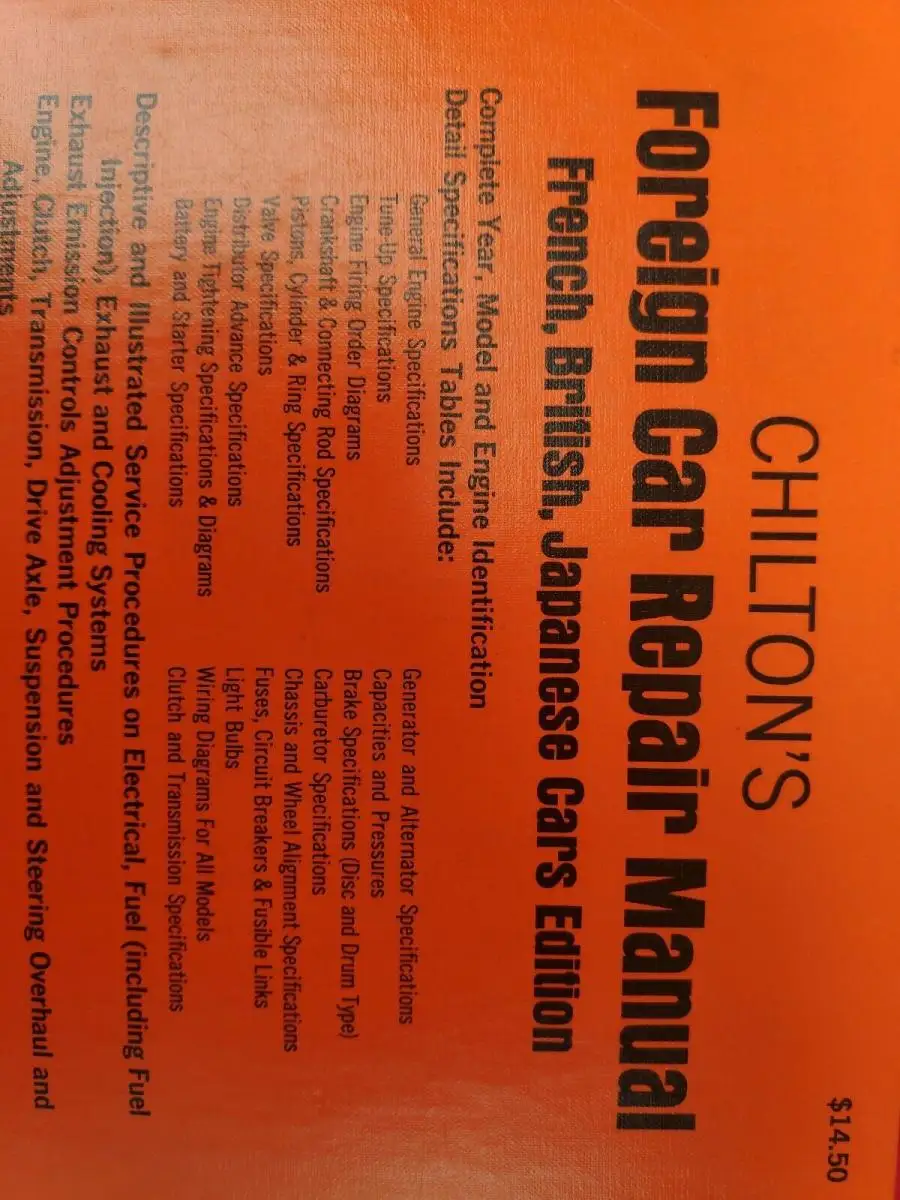 $14.50
CHILTON'S
Foreign Car Repair Manual
French, British, Japanese Cars Edition
Complete Year, Model and Engine Identification
Detail Specifications Tables Include:
General Engine Specifications
Tune-Up Specifications
Engine Firing Order Diagrams
Crankshaft & Connecting Rod Specifications
Pistons, Cylinder & Ring Specifications
Valve Specifications
Distributor Advance Specifications
Engine Tightening Specifications & Diagrams
Battery and Starter Specifications
Generator and Alternator Specifications
Capacities and Pressures
Brake Specifications (Disc and Drum Type)
Carburetor Specifications
Chassis and Wheel Alignment Specifications
Fuses, Circuit Breakers & Fusible Links
Light Bulbs
Wiring Diagrams For All Models
Clutch and Transmission Specifications
Descriptive and Illustrated Service Procedures on Electrical, Fuel (including Fuel
Injection), Exhaust and Cooling Systems
Exhaust Emission Controls Adjustment Procedures
Engine, Clutch, Transmission, Drive Axle, Suspension and Steering Overhaul and
Adjustments